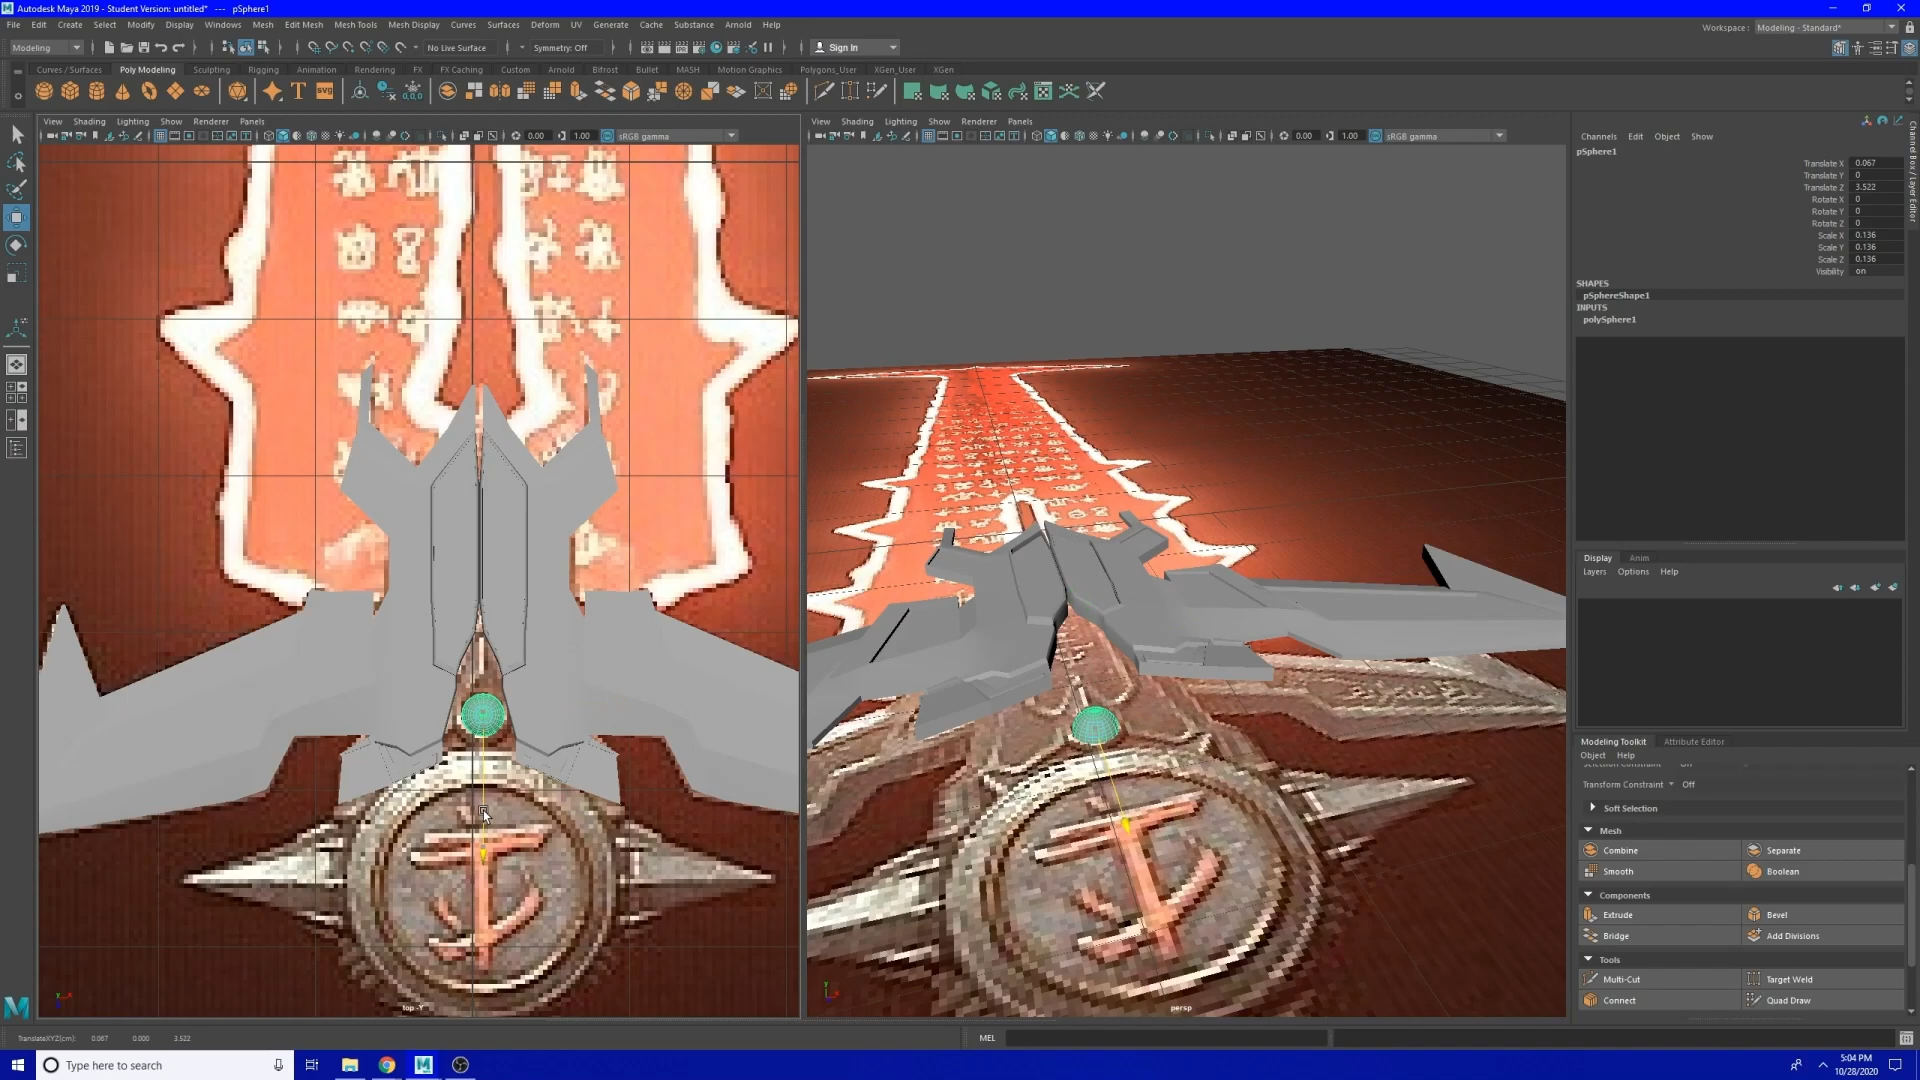 Autodesk Maya 2019 - Student Version: untitled* --- pSphere1
File Edit Create Select Modify Display Windows Mesh Edit Mesh Mesh Tools Mesh Display Curves Surfaces Deform UV Generate Cache Substance Arnold Help
Workspace : Modeling - Standard*
Modeling No Live Surface Symmetry: Off Sign In
Curves / Surfaces Poly Modeling Sculpting Rigging Animation Rendering FX FX Caching Custom Arnold Bifrost Bullet MASH Motion Graphics Polygons_User XGen_User XGen
SVG
View Shading Lighting Show Renderer Panels
0.00 1.00 sRGB gamma
View Shading Lighting Show Renderer Panels
0.00 1.00 sRGB gamma
top -Y
persp
Channels Edit Object Show
pSphere1
Translate X 0.067
Translate Y 0
Translate Z 3.522
Rotate X 0
Rotate Y 0
Rotate Z 0
Scale X 0.136
Scale Y 0.136
Scale Z 0.136
Visibility on
SHAPES
pSphereShape1
INPUTS
polySphere1
Channel Box / Layer Editor
Display Anim
Layers Options Help
Modeling Toolkit Attribute Editor
Object Help
Selection Constraint Off
Transform Constraint Off
Soft Selection
Mesh
Combine Separate
Smooth Boolean
Components
Extrude Bevel
Bridge Add Divisions
Tools
Multi-Cut Target Weld
Connect Quad Draw
TranslateXYZ(cm): 0.067 0.000 3.522
MEL
Type here to search
5:04 PM
10/28/2020